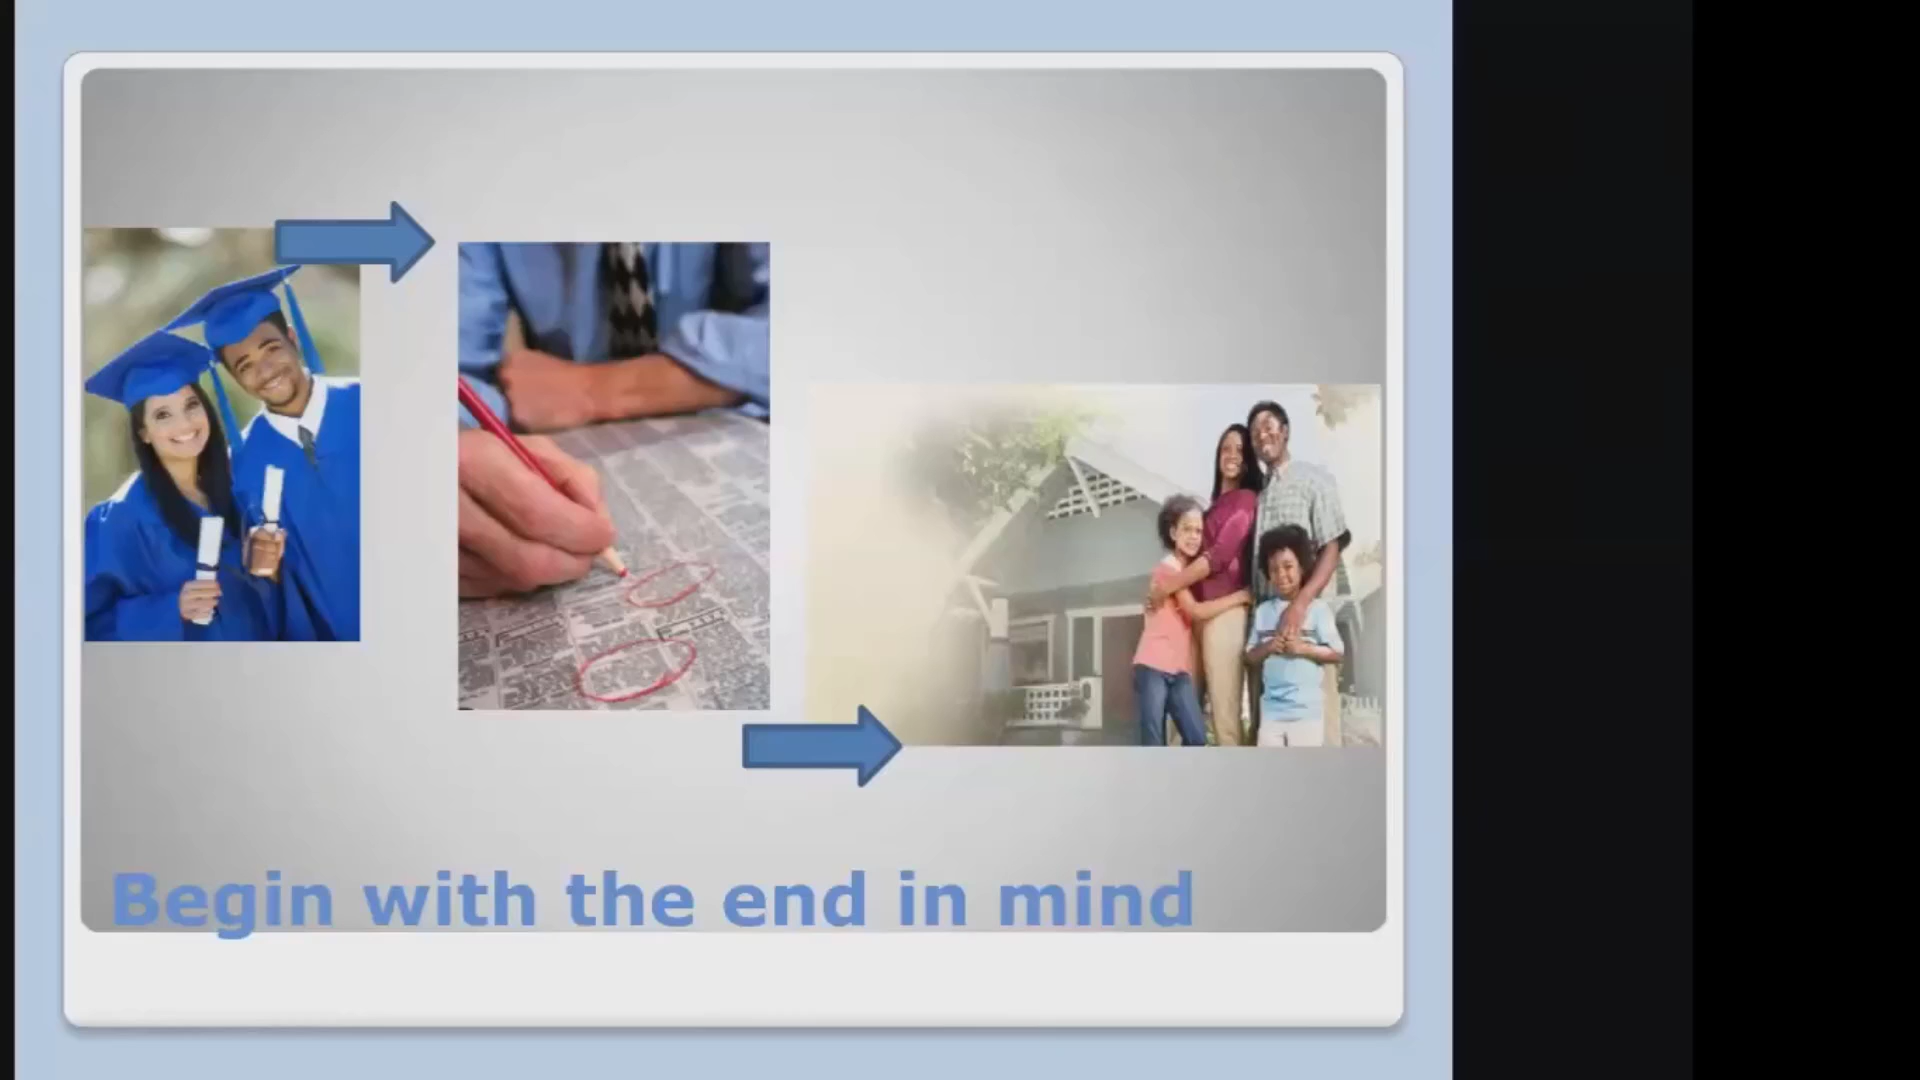 Begin with the end in mind